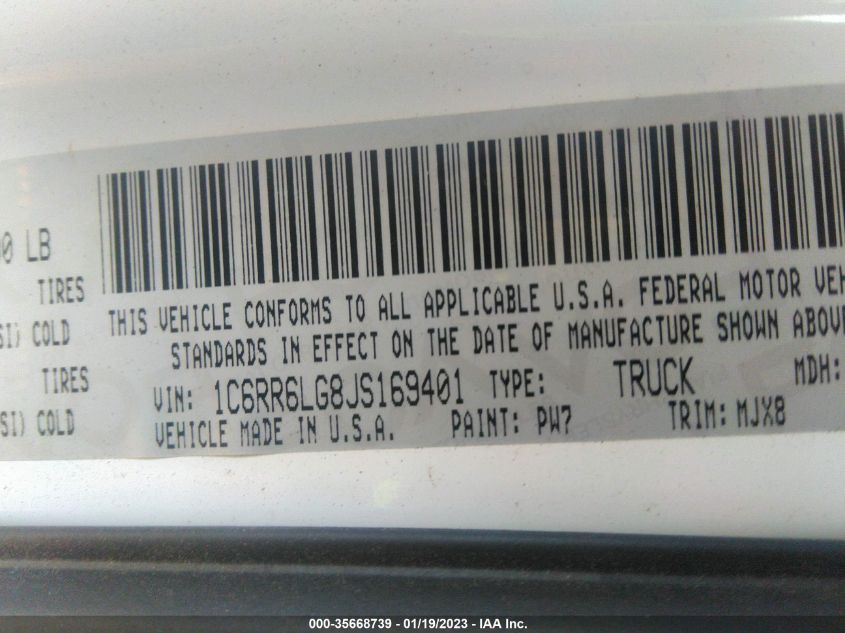 00 LB
TIRES
SI) COLD
TIRES
SI) COLD
THIS VEHICLE CONFORMS TO ALL APPLICABLE U.S.A. FEDERAL MOTOR VEH
STANDARDS IN EFFECT ON THE DATE OF MANUFACTURE SHOWN ABOVE
VIN: 1C6RR6LG8JS169401 TYPE: TRUCK MDH:
VEHICLE MADE IN U.S.A. PAINT: PW7 TRIM: MJX8
000-35668739 - 01/19/2023 - IAA Inc.